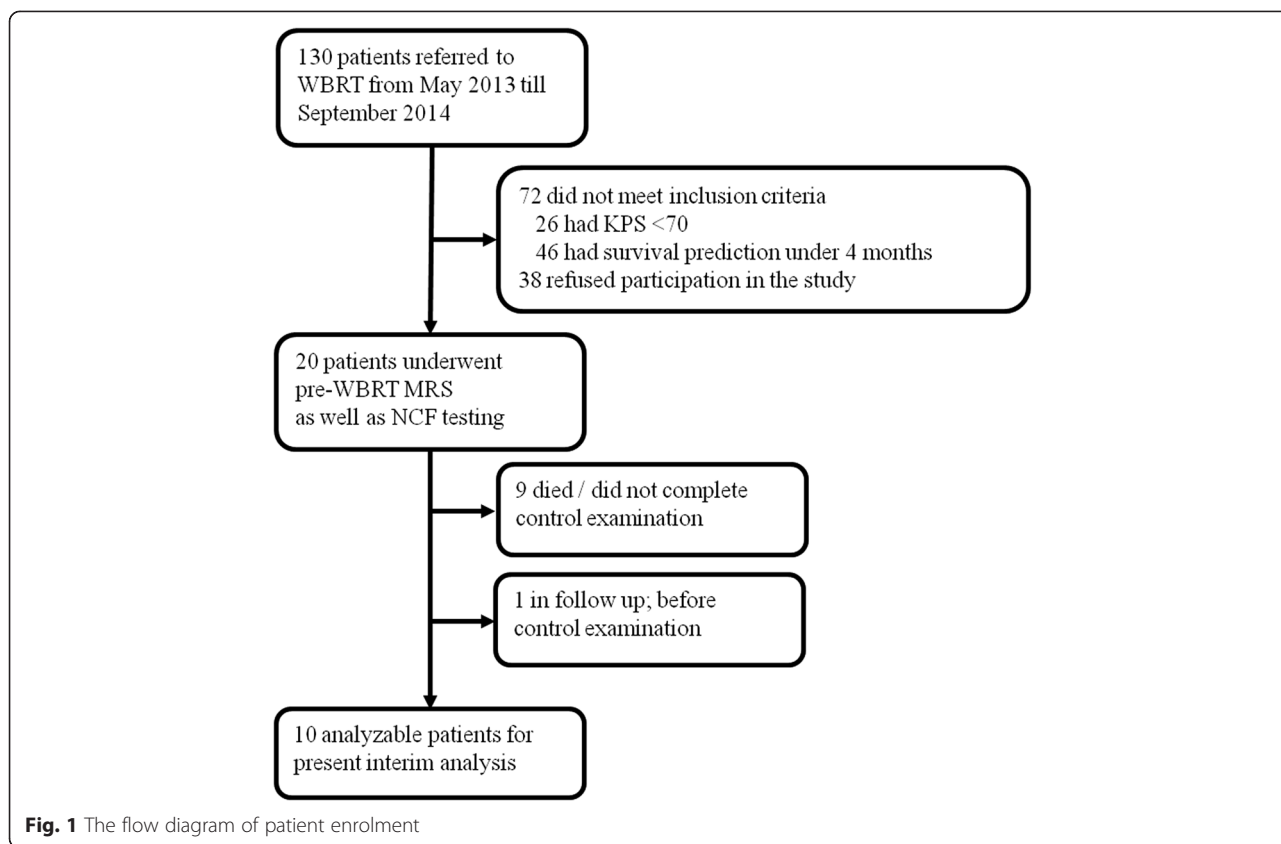 130 patients referred to
WBRT from May 2013 till
September 2014
72 did not meet inclusion criteria
26 had KPS <70
46 had survival prediction under 4 months
38 refused participation in the study
20 patients underwent
pre-WBRT MRS
as well as NCF testing
9 died / did not complete
control examination
1 in follow up; before
control examination
10 analyzable patients for
present interim analysis
Fig. 1 The flow diagram of patient enrolment